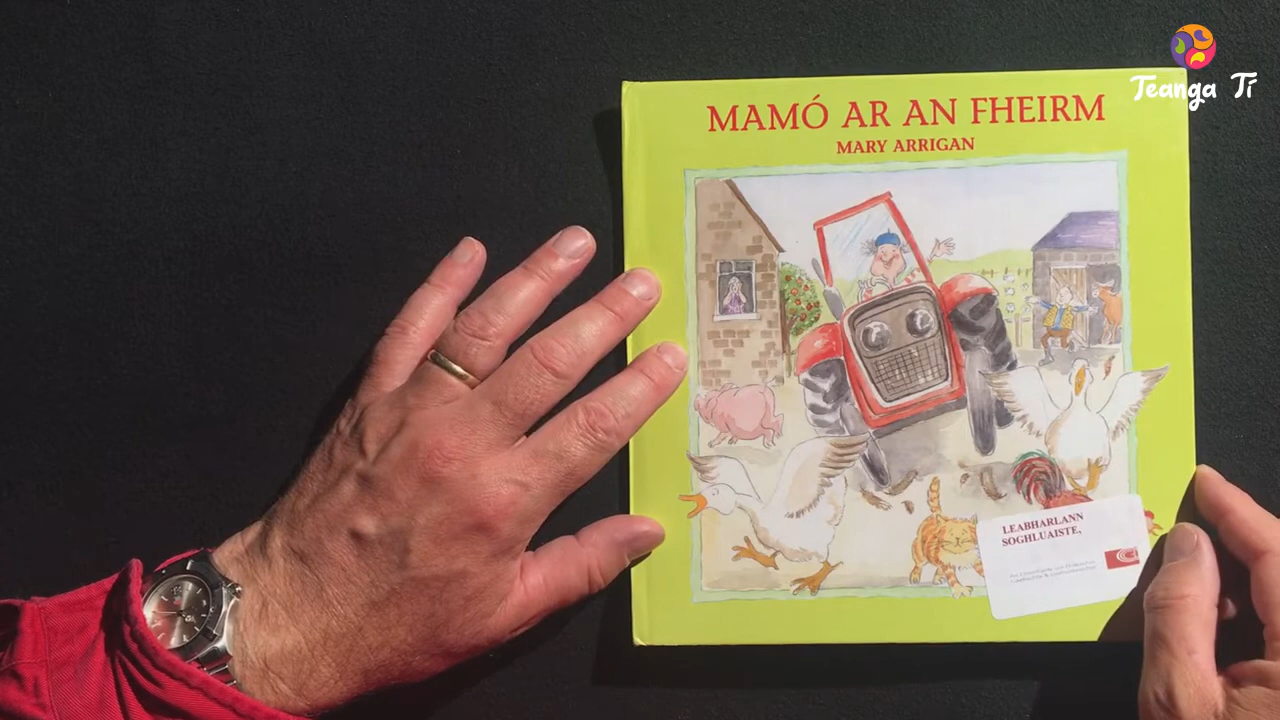 Teanga Tí
MAMÓ AR AN FHEIRM
MARY ARRIGAN
LEABHARLANN
SOGHLUAISTE,